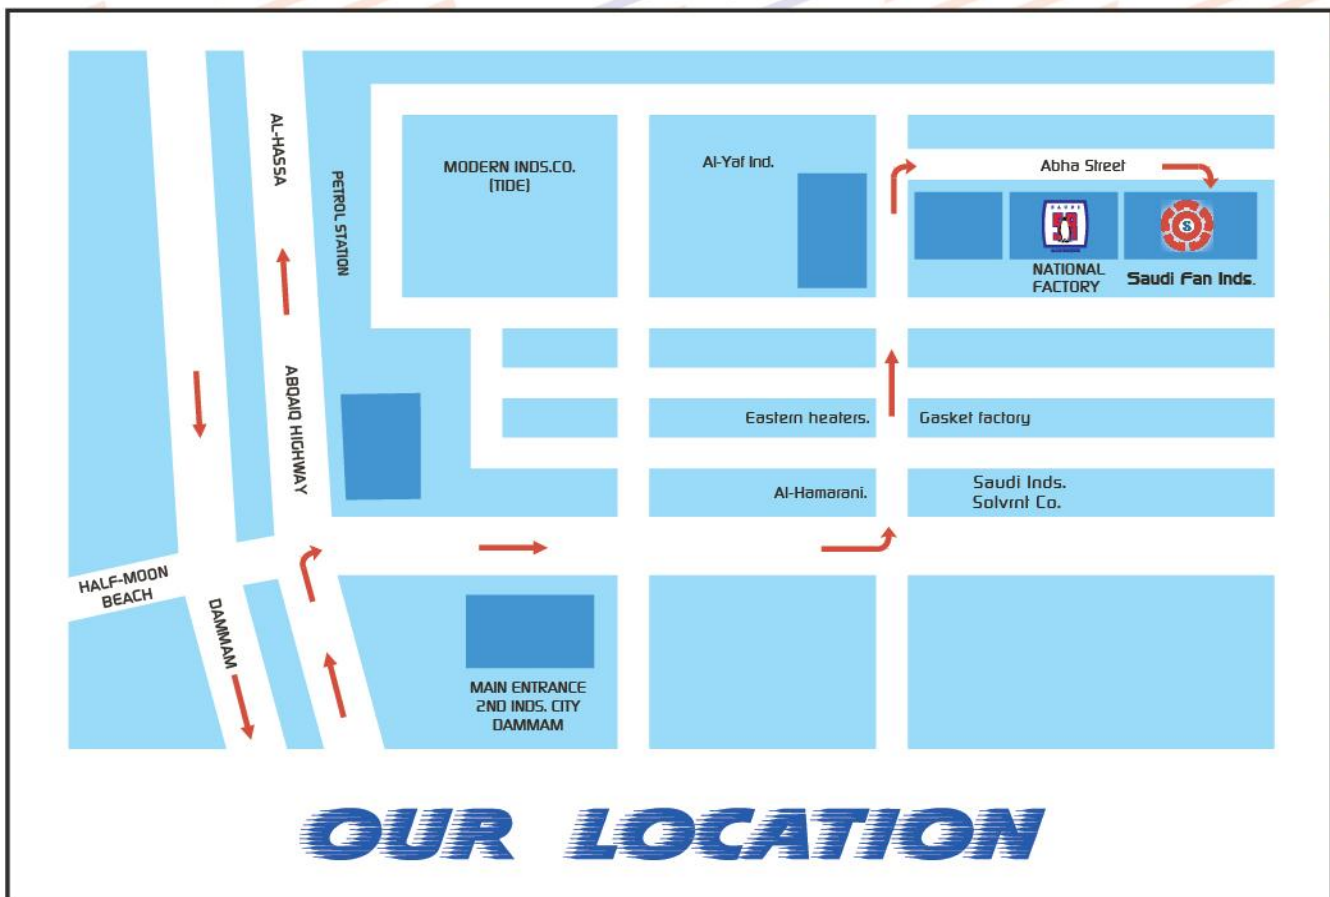 AL-HASSA
PETROL STATION
ABQAIQ HIGHWAY
MODERN INDS.CO.
(TIDE)
Al-Yaf Ind.
Abha Street
SAUDI
NATIONAL
FACTORY
S
Saudi Fan Inds.
Eastern heaters.
Gasket factory
Al-Hamarani.
Saudi Inds.
Solvrnt Co.
HALF-MOON
BEACH
DAMMAM
MAIN ENTRANCE
2ND INDS. CITY
DAMMAM
OUR LOCATION